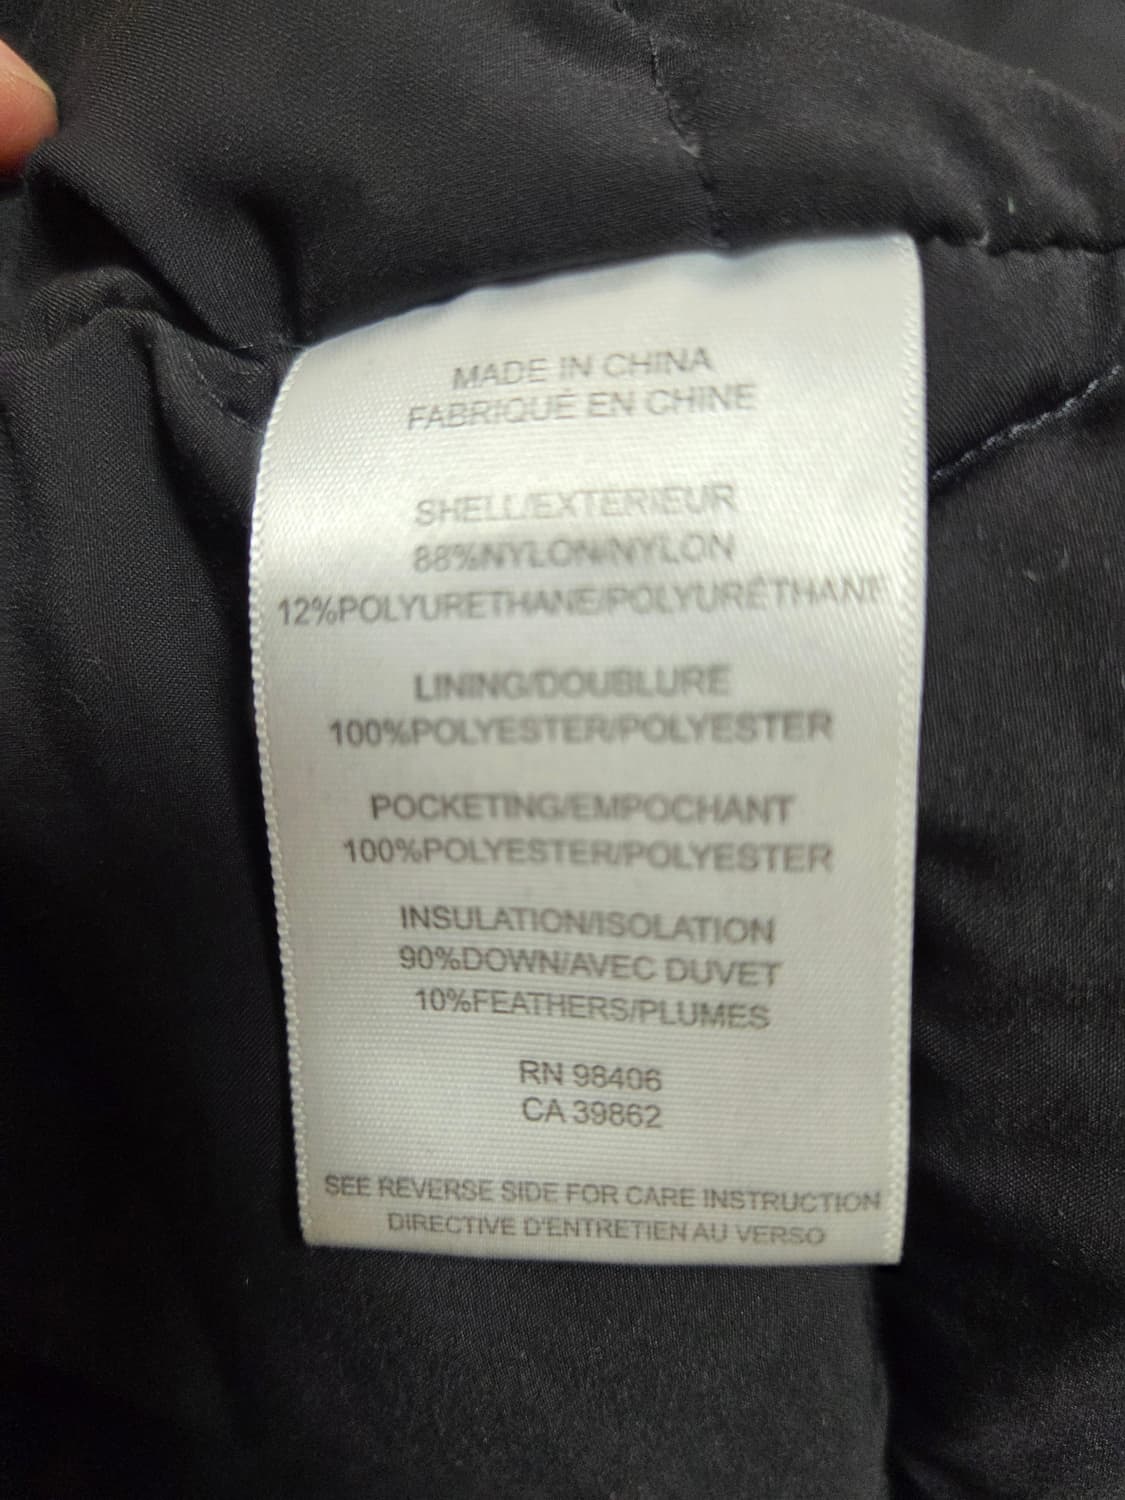 MADE IN CHINA
FABRIQUÉ EN CHINE
SHELL/EXTÉRIEUR
88%NYLON/NYLON
12%POLYURETHANE/POLYURÉTHANE
LINING/DOUBLURE
100%POLYESTER/POLYESTER
POCKETING/EMPOCHANT
100%POLYESTER/POLYESTER
INSULATION/ISOLATION
90%DOWN/AVEC DUVET
10%FEATHERS/PLUMES
RN 98406
CA 39862
SEE REVERSE SIDE FOR CARE INSTRUCTION
DIRECTIVE D'ENTRETIEN AU VERSO